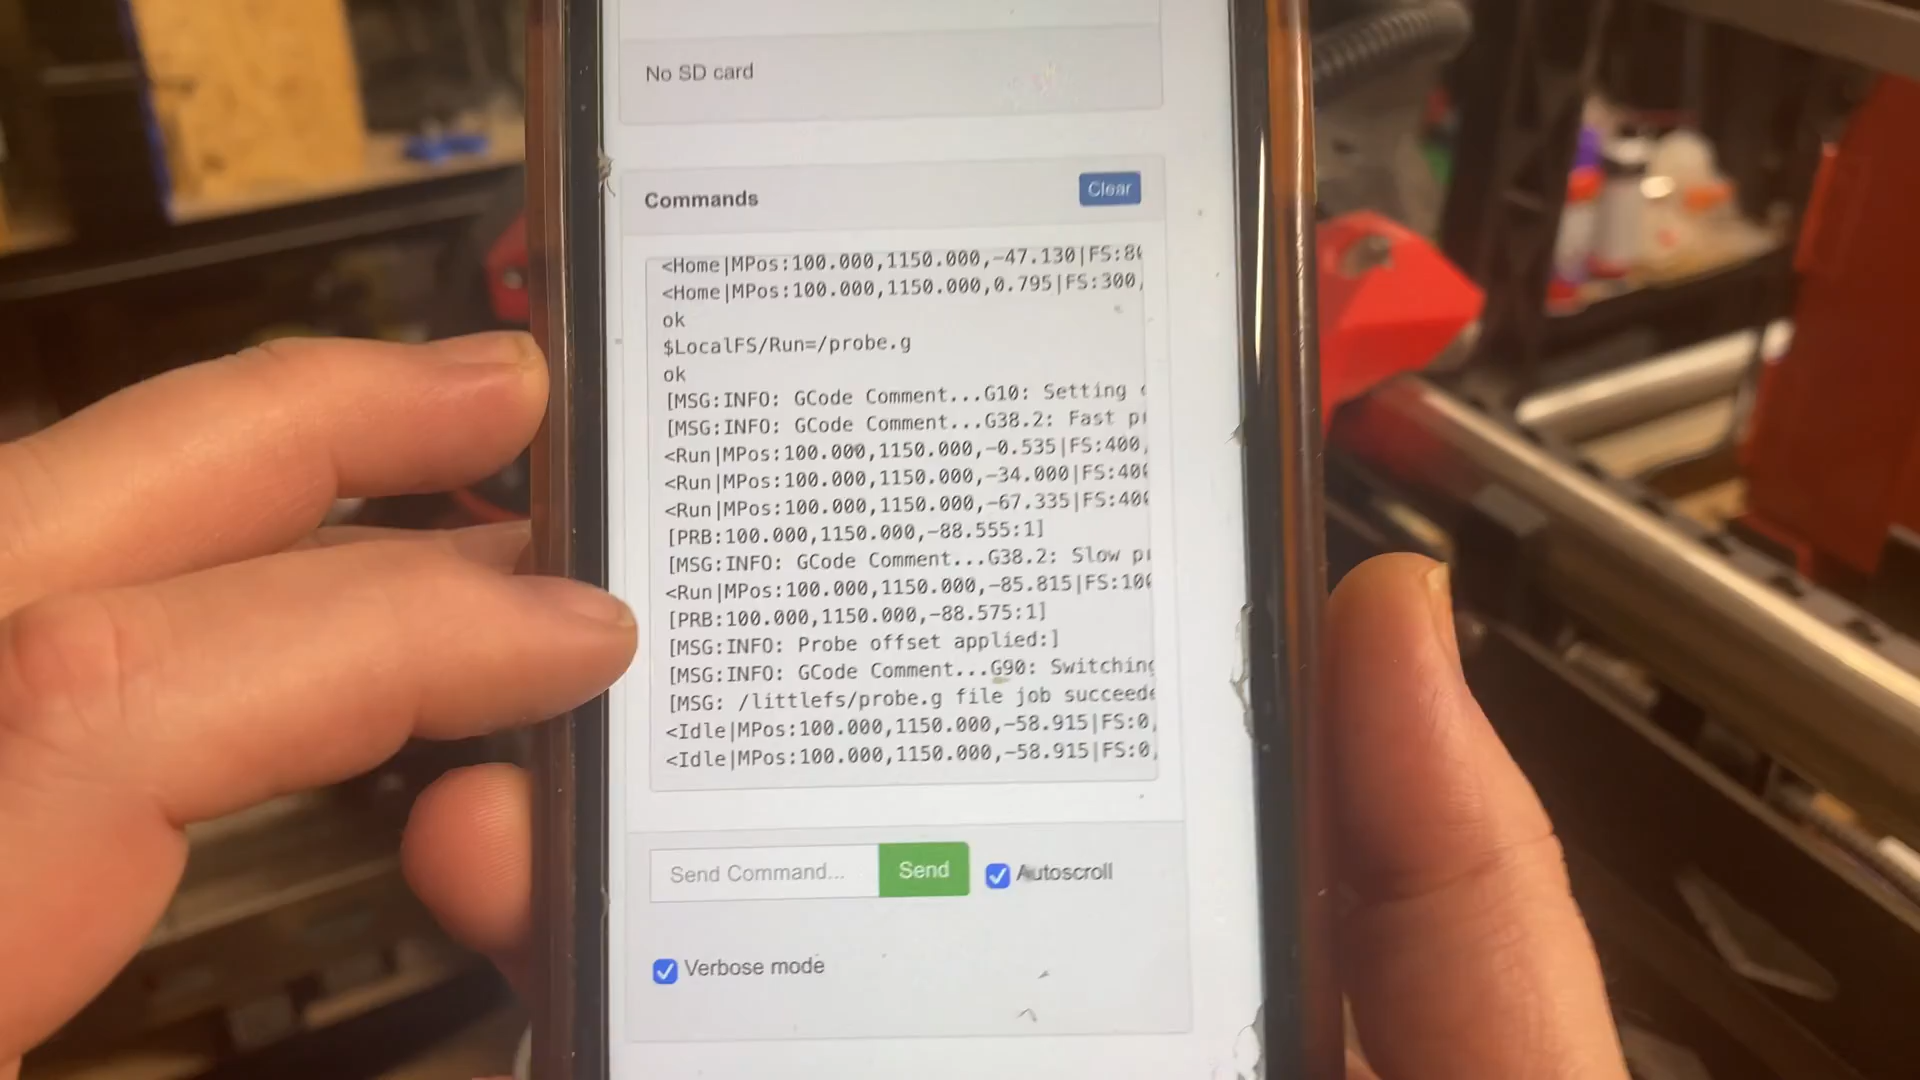 No SD card
Commands
Clear
<Home|MPos:100.000,1150.000,-47.130|FS:8
<Home|MPos:100.000,1150.000,0.795|FS:300,
ok
$LocalFS/Run=/probe.g
ok
[MSG:INFO: GCode Comment...G10: Setting
[MSG:INFO: GCode Comment...G38.2: Fast
<Run|MPos:100.000,1150.000,-0.535|FS:400,
<Run|MPos:100.000,1150.000,-34.000|FS:40
<Run|MPos:100.000,1150.000,-67.335|FS:40
[PRB:100.000,1150.000,-88.555:1]
[MSG:INFO: GCode Comment...G38.2: Slow
<Run|MPos:100.000,1150.000,-85.815|FS:10
[PRB:100.000,1150.000,-88.575:1]
[MSG:INFO: Probe offset applied:]
[MSG:INFO: GCode Comment...G90: Switching
[MSG: /littlefs/probe.g file job succeede
<Idle|MPos:100.000,1150.000,-58.915|FS:0,
<Idle|MPos:100.000,1150.000,-58.915|FS:0,
Send Command...
Send
Autoscroll
Verbose mode